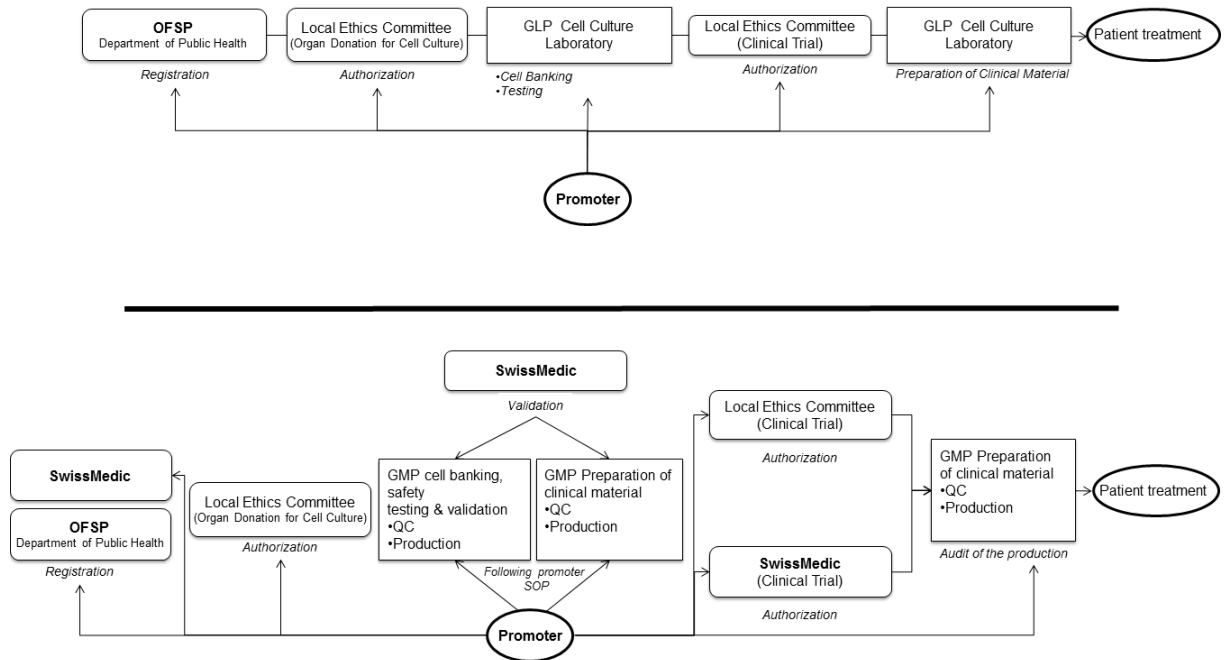 OFSP
Department of Public Health
Registration
Local Ethics Committee
(Organ Donation for Cell Culture)
Authorization
GLP Cell Culture
Laboratory
•Cell Banking
•Testing
Local Ethics Committee
(Clinical Trial)
Authorization
GLP Cell Culture
Laboratory
Preparation of Clinical Material
Patient treatment
Promoter
SwissMedic
Validation
SwissMedic
OFSP
Department of Public Health
Registration
Local Ethics Committee
(Organ Donation for Cell Culture)
Authorization
GMP cell banking,
safety
testing & validation
•QC
•Production
GMP Preparation of
clinical material
•QC
•Production
Following promoter
SOP
Promoter
Local Ethics Committee
(Clinical Trial)
Authorization
SwissMedic
(Clinical Trial)
Authorization
GMP Preparation
of clinical material
•QC
•Production
Audit of the production
Patient treatment